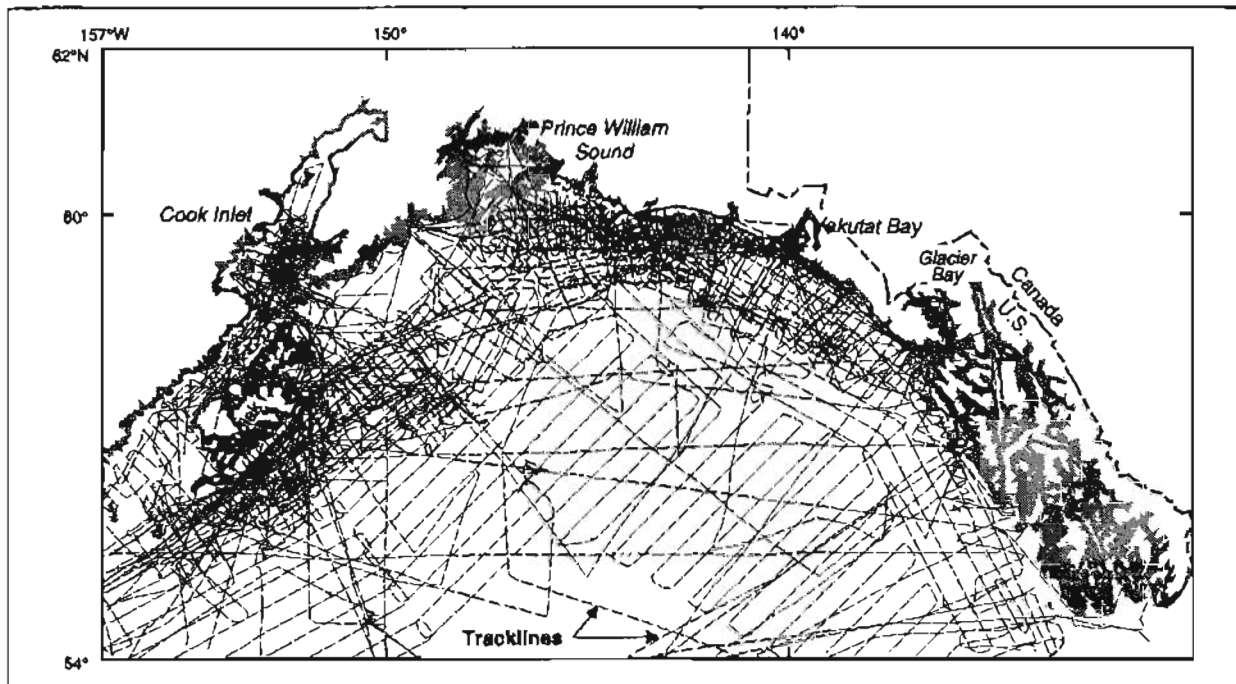 157°W
150°
140°
62°N
Prince William
Sound
60°
Cook Inlet
Yakutat Bay
Glacier
Bay
Canada
U.S.
Tracklines
54°